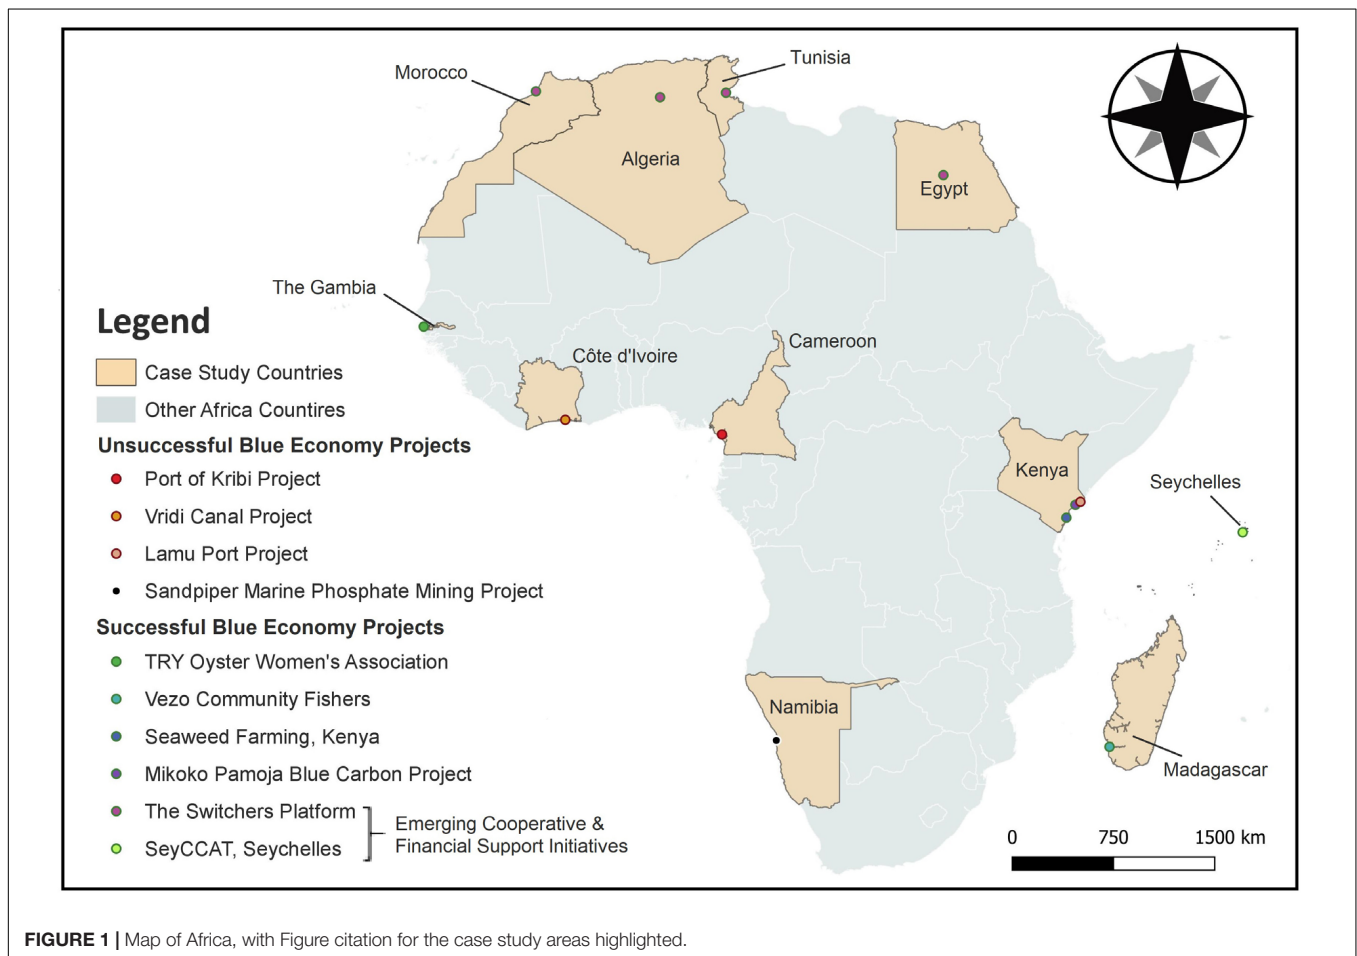 Tunisia
Morocco
Algeria
Egypt
The Gambia
Legend
Cameroon
Côte d'Ivoire
Case Study Countries
Other Africa Countires
Unsuccessful Blue Economy Projects
Port of Kribi Project
Kenya
Seychelles
Vridi Canal Project
Lamu Port Project
Sandpiper Marine Phosphate Mining Project
Successful Blue Economy Projects
TRY Oyster Women's Association
Vezo Community Fishers
Namibia
Seaweed Farming, Kenya
Mikoko Pamoja Blue Carbon Project
Madagascar
The Switchers Platform
SeyCCAT, Seychelles
Emerging Cooperative &
Financial Support Initiatives
0 750 1500 km
FIGURE 1 | Map of Africa, with Figure citation for the case study areas highlighted.